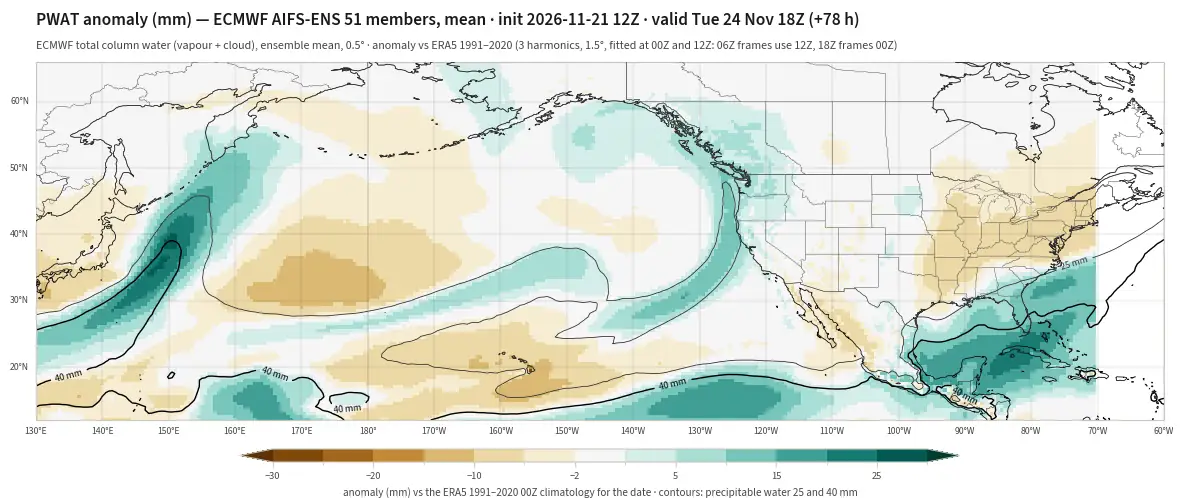 PWAT anomaly (mm) — ECMWF AIFS-ENS 51 members, mean · init 2026-11-21 12Z · valid Tue 24 Nov 18Z (+78 h)
ECMWF total column water (vapour + cloud), ensemble mean, 0.5° · anomaly vs ERA5 1991–2020 (3 harmonics, 1.5°, fitted at 00Z and 12Z: 06Z frames use 12Z, 18Z frames 00Z)
60°N
50°N
40°N
25 mm
30°N
20°N
40 mm
40 mm
40 mm
40 mm
40 mm
130°E 140°E 150°E 160°E 170°E 180° 170°W 160°W 150°W 140°W 130°W 120°W 110°W 100°W 90°W 80°W 70°W 60°W
−30 −20 −10 −2 5 15 25
anomaly (mm) vs the ERA5 1991–2020 00Z climatology for the date · contours: precipitable water 25 and 40 mm